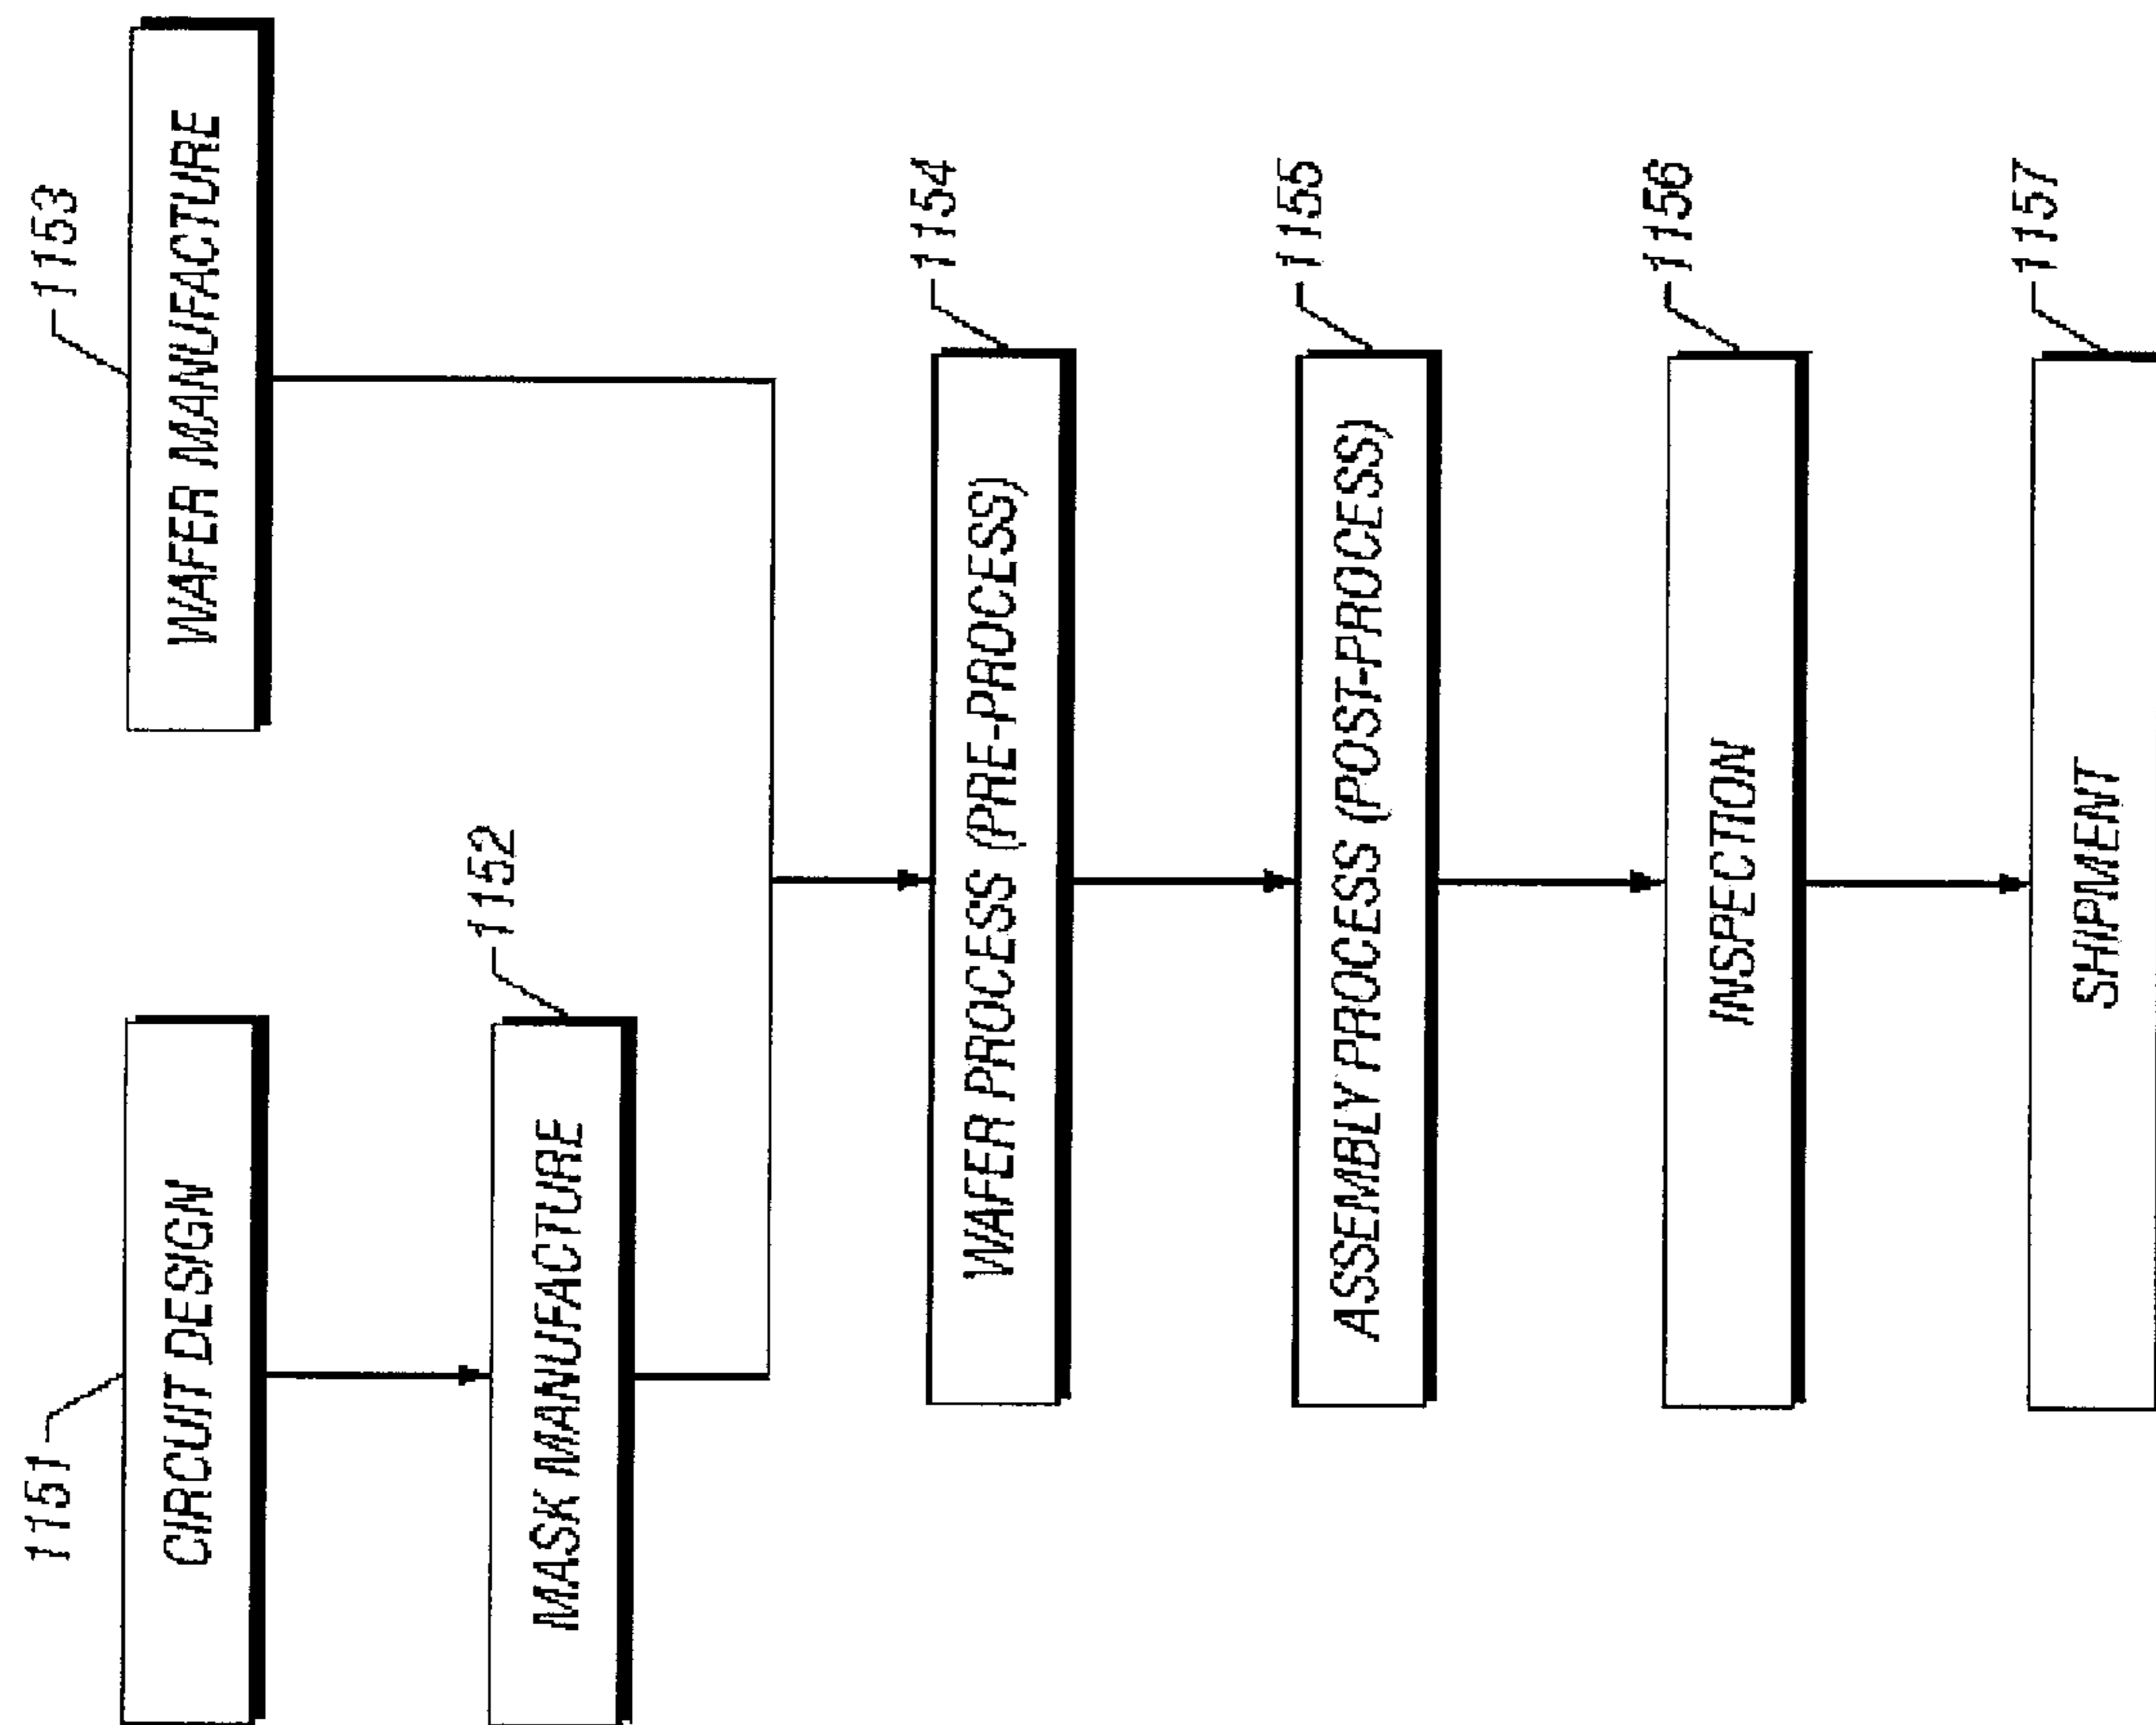 1151
CIRCUIT DESIGN
1153
WAFER MANUFACTURE
1152
MASK MANUFACTURE
1154
WAFER PROCESS (PRE-PROCESS)
1155
ASSEMBLY PROCESS (POST-PROCESS)
1156
INSPECTION
1157
SHIPMENT